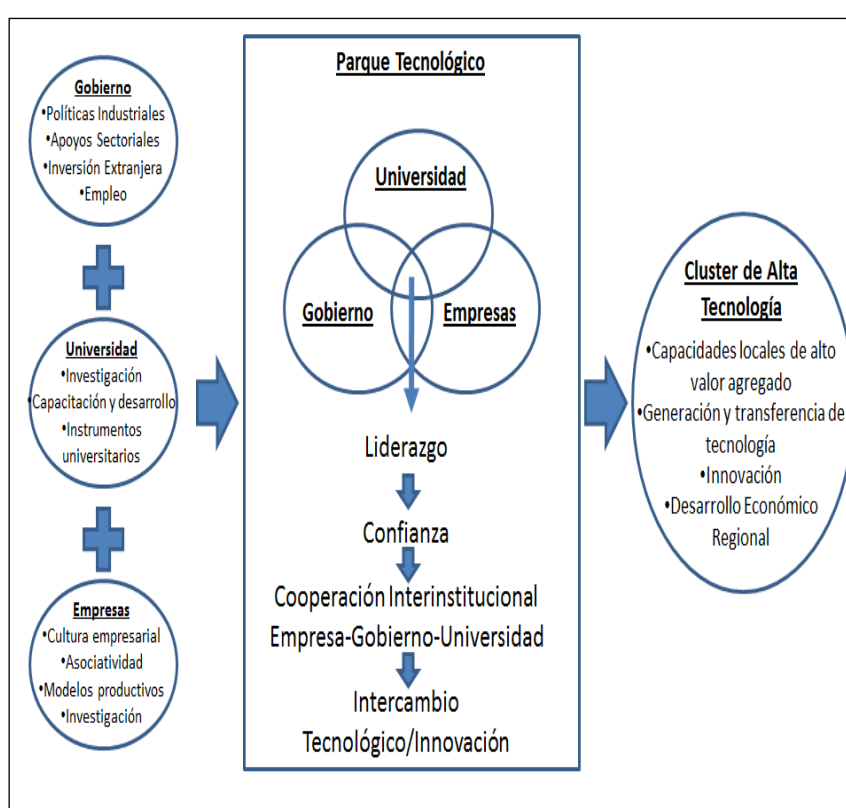 Gobierno
•Políticas Industriales
•Apoyos Sectoriales
•Inversión Extranjera
•Empleo
Universidad
•Investigación
•Capacitación y desarrollo
•Instrumentos
universitarios
Empresas
•Cultura empresarial
•Asociatividad
•Modelos productivos
•Investigación
Parque Tecnológico
Universidad
Gobierno
Empresas
Liderazgo
Confianza
Cooperación Interinstitucional
Empresa-Gobierno-Universidad
Intercambio
Tecnológico/Innovación
Cluster de Alta
Tecnología
•Capacidades locales de alto
valor agregado
•Generación y transferencia de
tecnología
•Innovación
•Desarrollo Económico
Regional